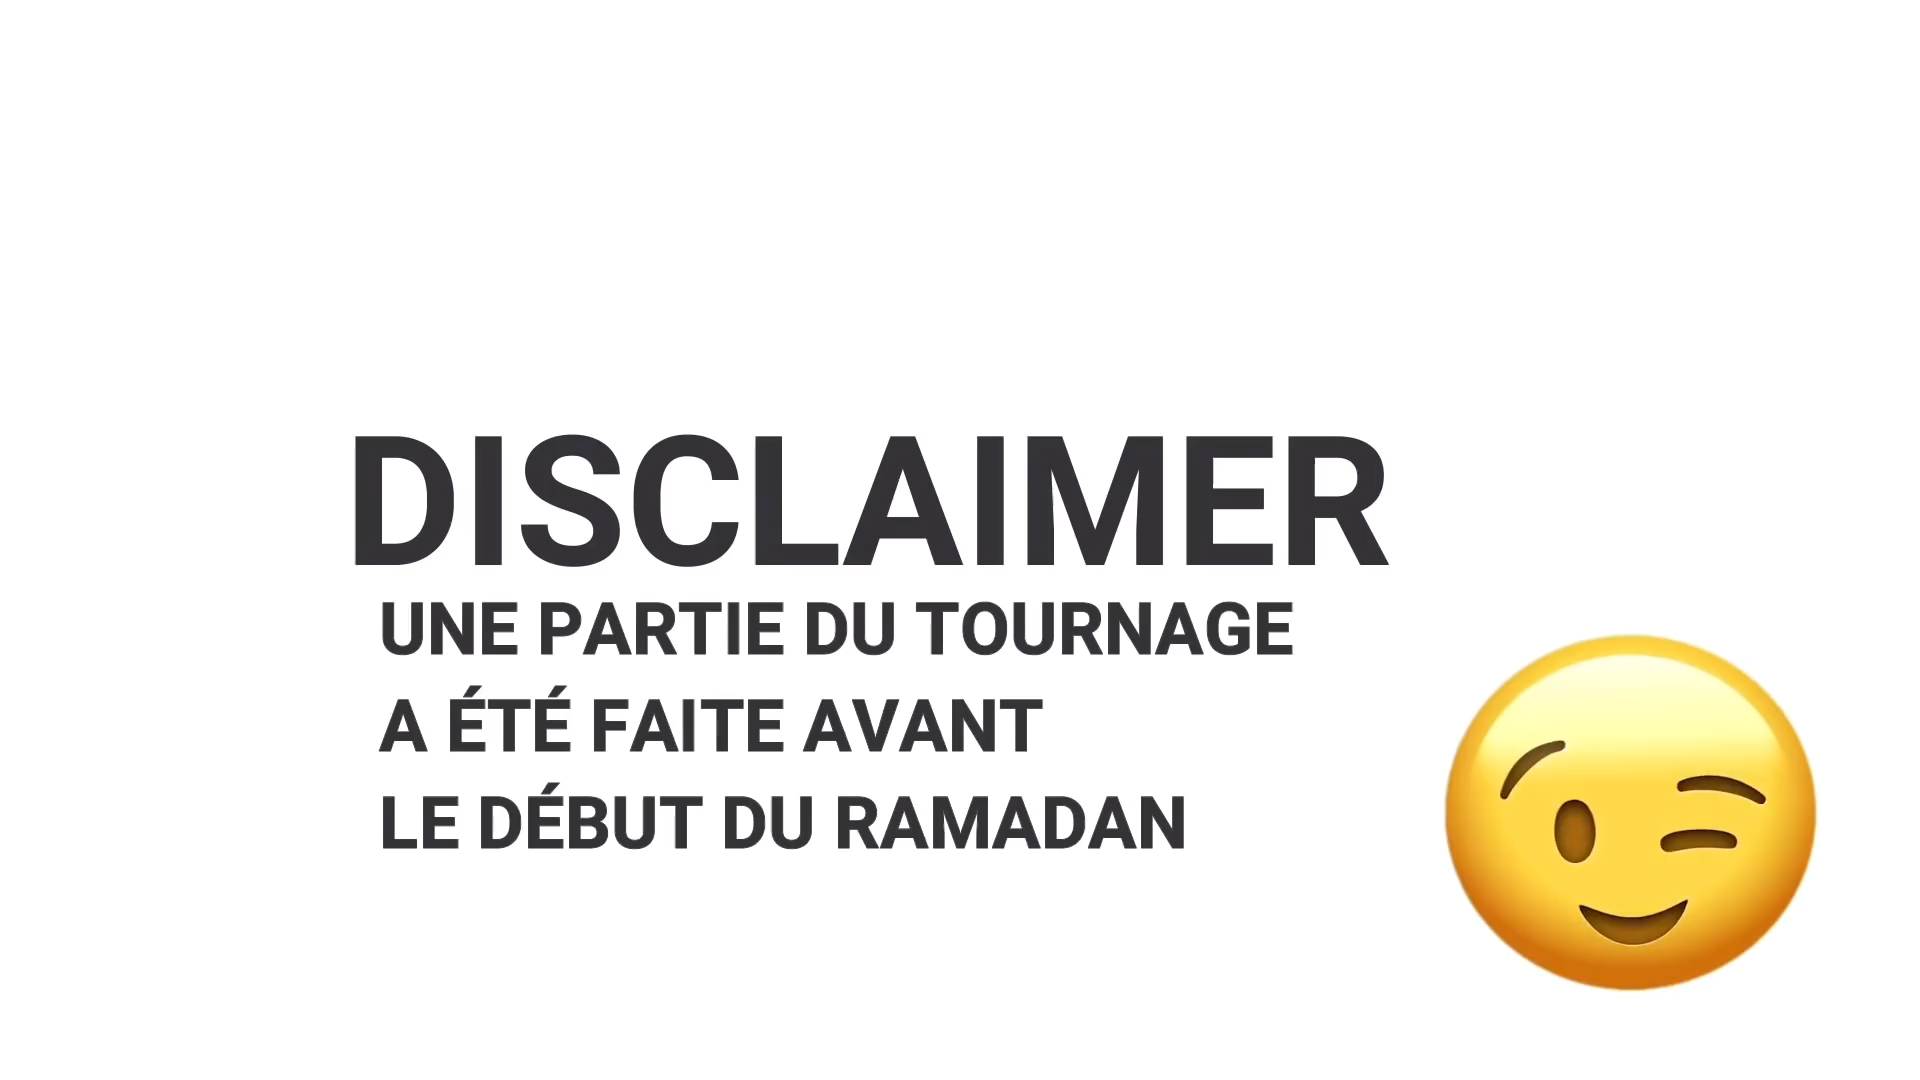 DISCLAIMER
UNE PARTIE DU TOURNAGE
A ÉTÉ FAITE AVANT
LE DÉBUT DU RAMADAN